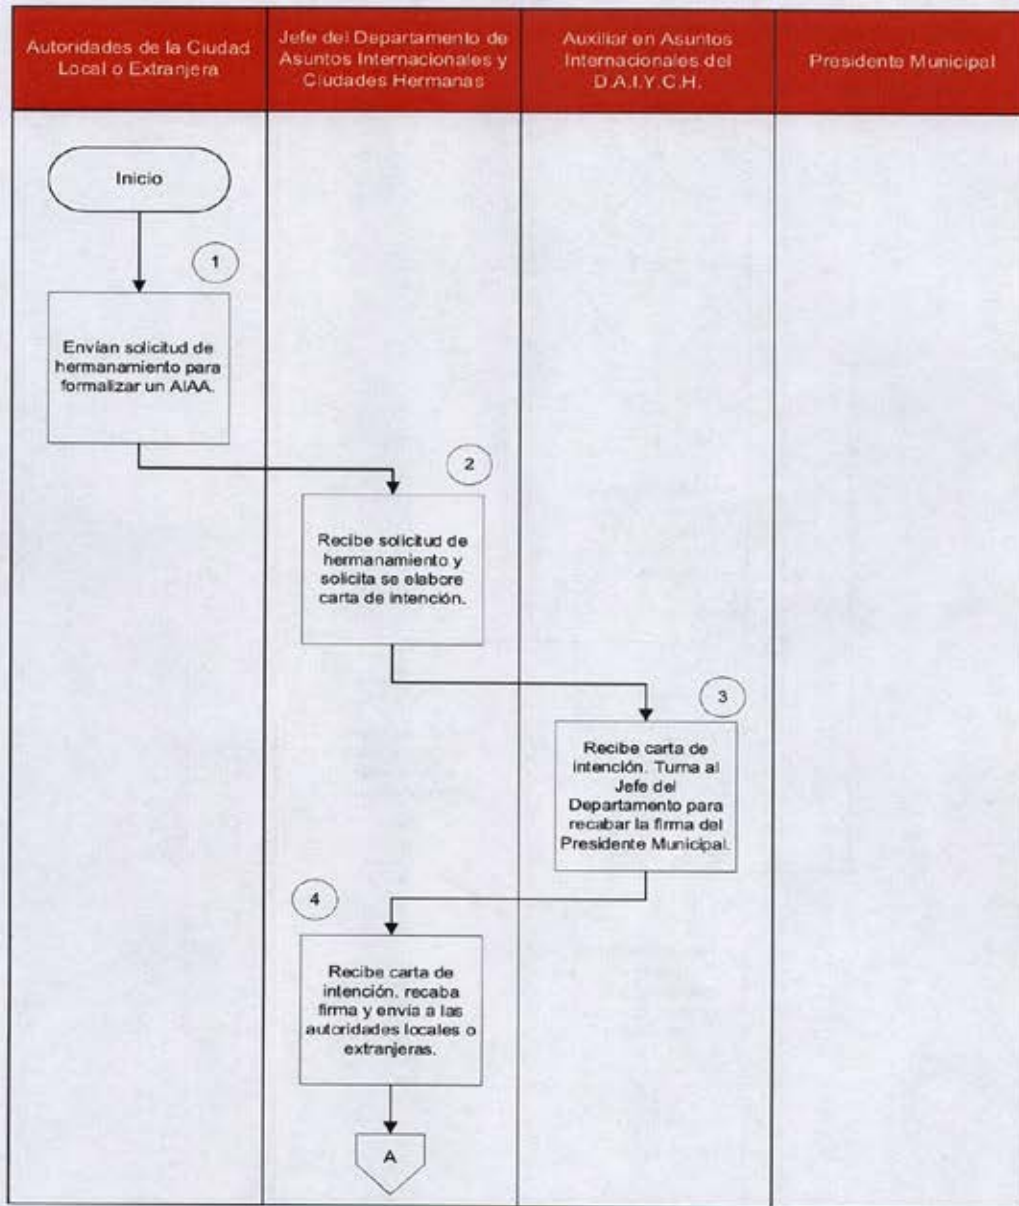 Autoridades de la Ciudad
Local o Extranjera
Jefe del Departamento de
Asuntos Internacionales y
Ciudades Hermanas
Auxiliar en Asuntos
Internacionales del
D.A.I.Y.C.H.
Presidente Municipal
Inicio
1
Envían solicitud de
hermanamiento para
formalizar un AIAA.
2
Recibe solicitud de
hermanamiento y
solicita se elabore
carta de intención.
3
Recibe carta de
intención. Turna al
Jefe del
Departamento para
recabar la firma del
Presidente Municipal.
4
Recibe carta de
intención, recaba
firma y envía a las
autoridades locales o
extranjeras.
A